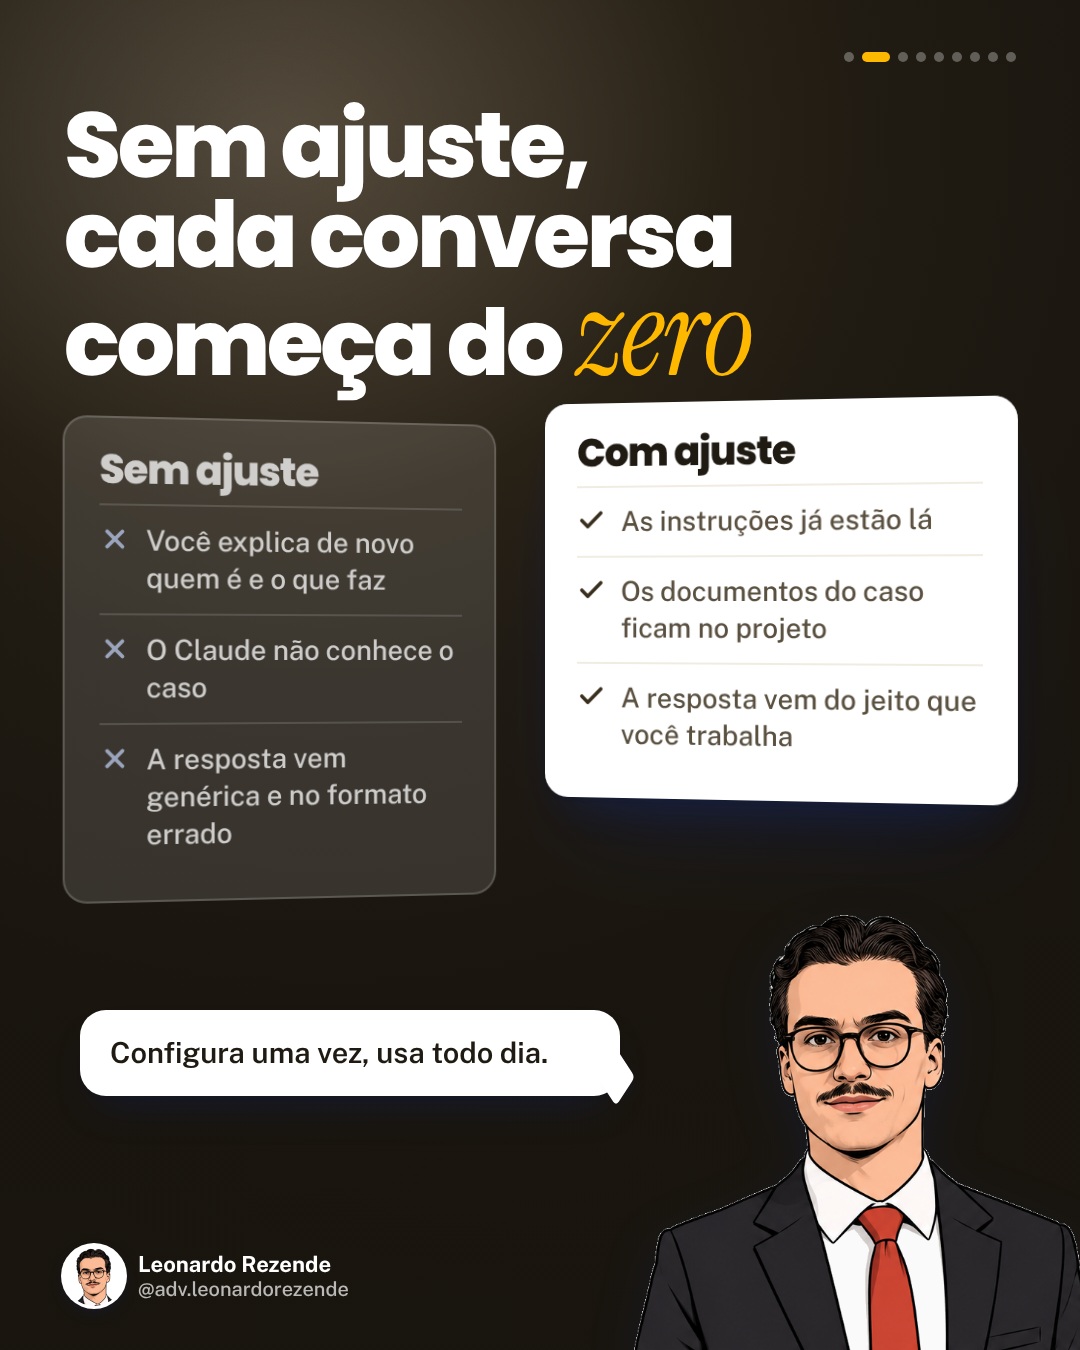 Sem ajuste,
cada conversa
começa do zero
Sem ajuste
Você explica de novo
quem é e o que faz
O Claude não conhece o
caso
A resposta vem
genérica e no formato
errado
Com ajuste
As instruções já estão lá
Os documentos do caso
ficam no projeto
A resposta vem do jeito que
você trabalha
Configura uma vez, usa todo dia.
Leonardo Rezende
@adv.leonardorezende